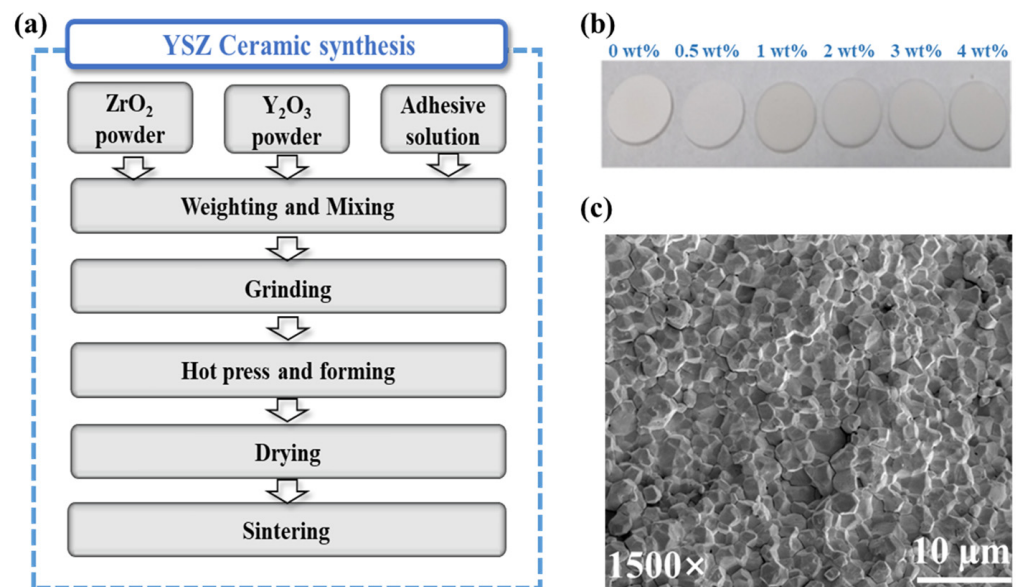 (a)
YSZ Ceramic synthesis
ZrO₂
powder
Y₂O₃
powder
Adhesive
solution
Weighting and Mixing
Grinding
Hot press and forming
Drying
Sintering
(b)
0 wt% 0.5 wt% 1 wt% 2 wt% 3 wt% 4 wt%
(c)
1500×
10 μm